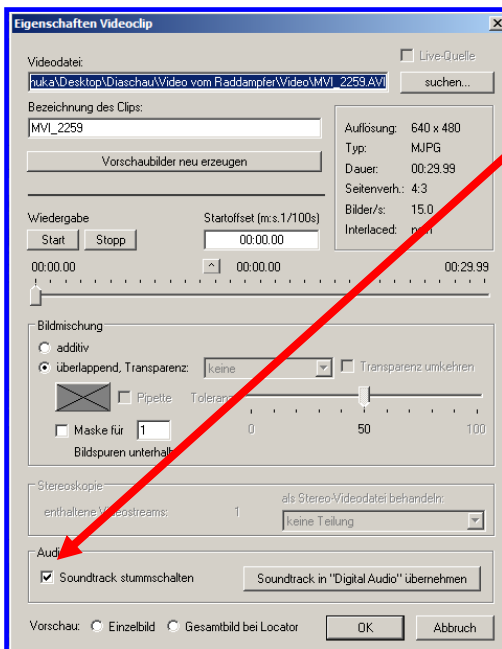 Eigenschaften Videoclip
Videodatei:
Live-Quelle
nuka\Desktop\Diaschau\Video vom Raddampfer\Video\MVI_2259.AVI
suchen...
Bezeichnung des Clips:
MVI_2259
Vorschaubilder neu erzeugen
Auflösung: 640 x 480
Typ: MJPG
Dauer: 00:29.99
Seitenverh.: 4:3
Bilder/s: 15.0
Interlaced:
Wiedergabe
Startoffset (m:s.1/100s)
Start Stopp 00:00.00
00:00.00 ^ 00:00.00 00:29.99
Bildmischung
additiv
überlappend, Transparenz: keine Transparenz umkehren
Pipette Toleranz
Maske für 1 0 50 100
Bildspuren unterhalb
Stereoskopie
als Stereo-Videodatei behandeln:
enthaltene Videostreams: 1
keine Teilung
Audio
Soundtrack stummschalten Soundtrack in "Digital Audio" übernehmen
Vorschau: Einzelbild Gesamtbild bei Locator OK Abbruch